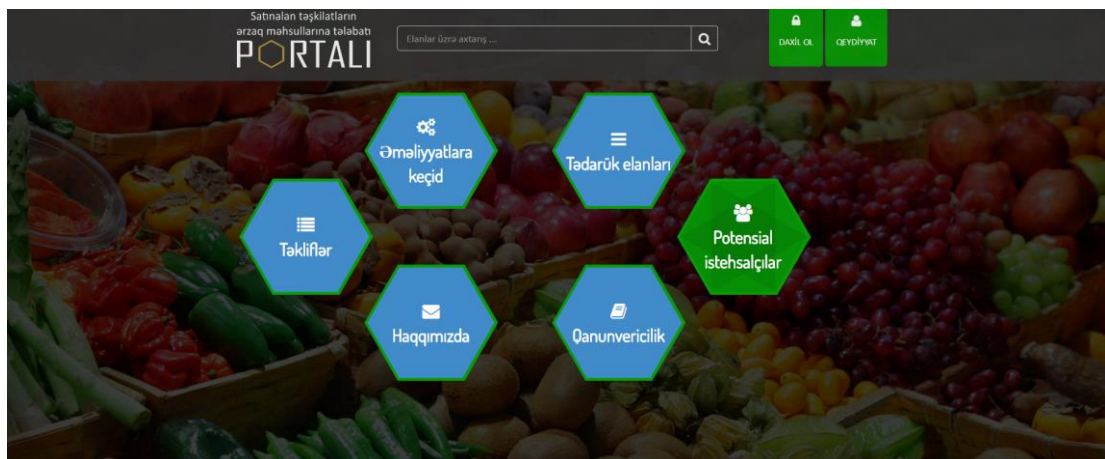 Satınalan təşkilatların
ərzaq məhsullarına tələbatı
PORTALI
Elanlar üzrə axtarış ...
DAXİL OL
QEYDİYYAT
Əməliyyatlara
keçid
Tədarük elanları
Təkliflər
Potensial
istehsalçılar
Haqqımızda
Qanunvericilik